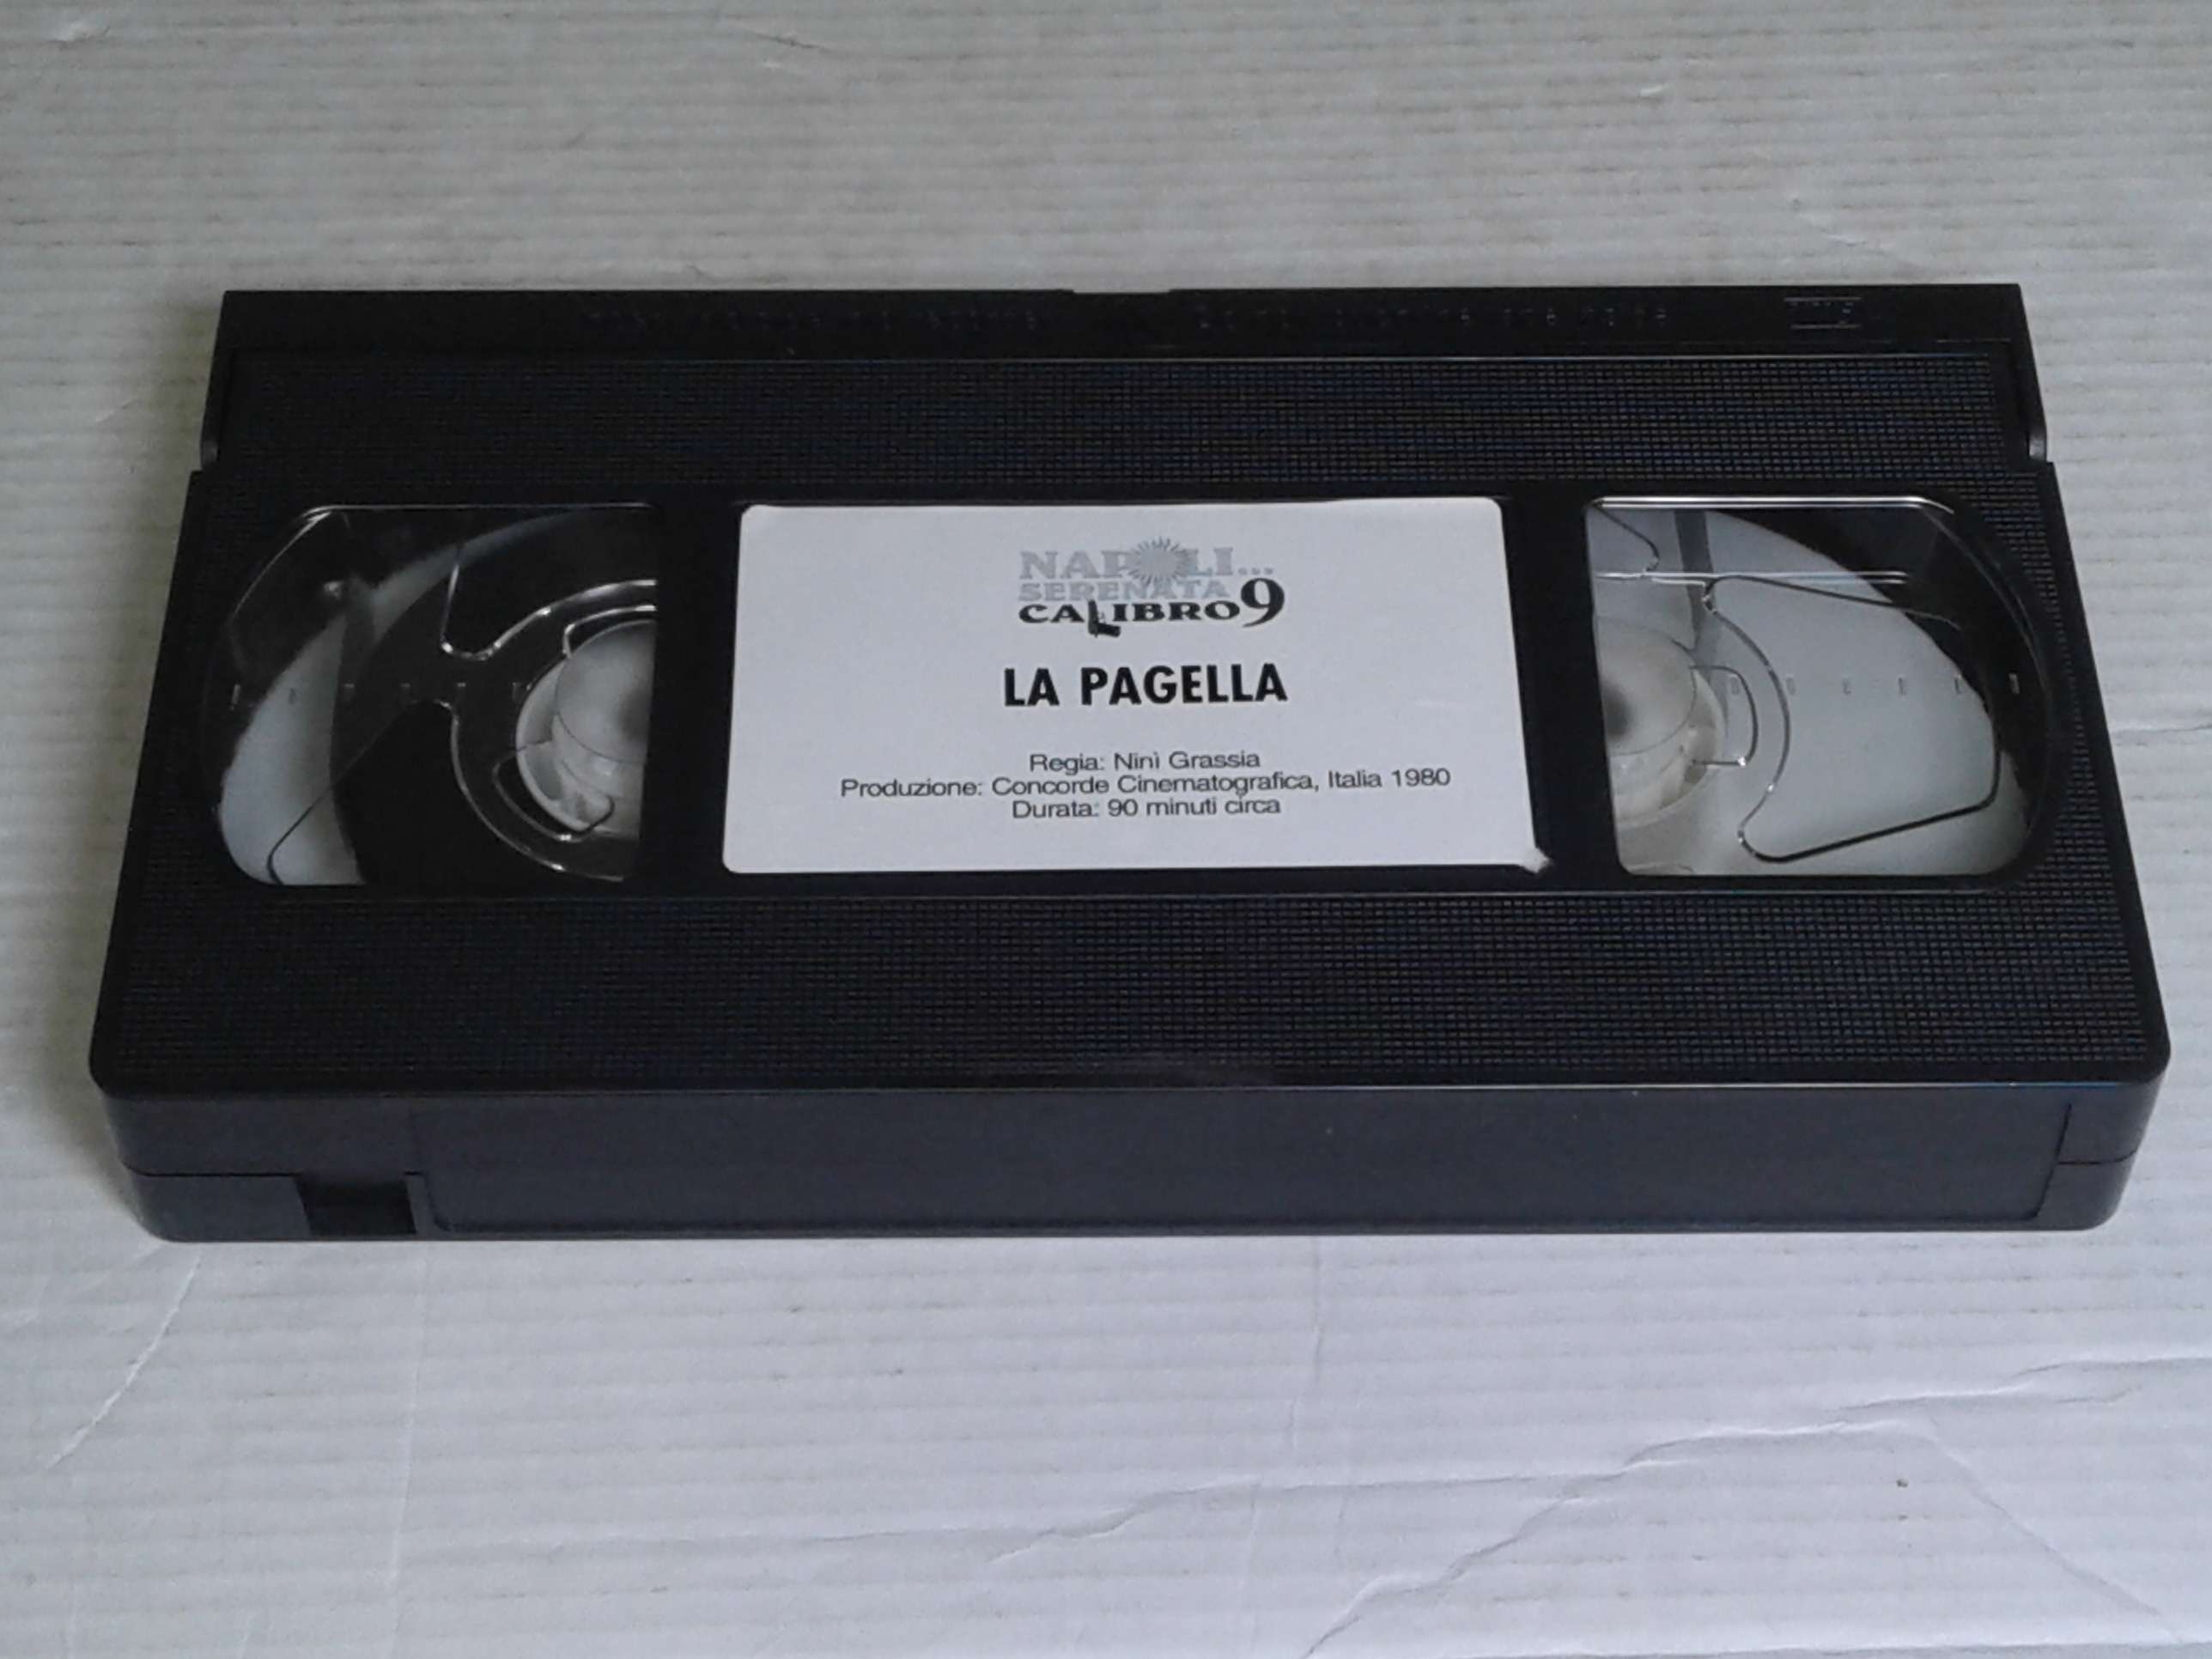 NAPOLI...
SERENATA
CALIBRO 9
LA PAGELLA
Regia: Ninì Grassia
Produzione: Concorde Cinematografica, Italia 1980
Durata: 90 minuti circa